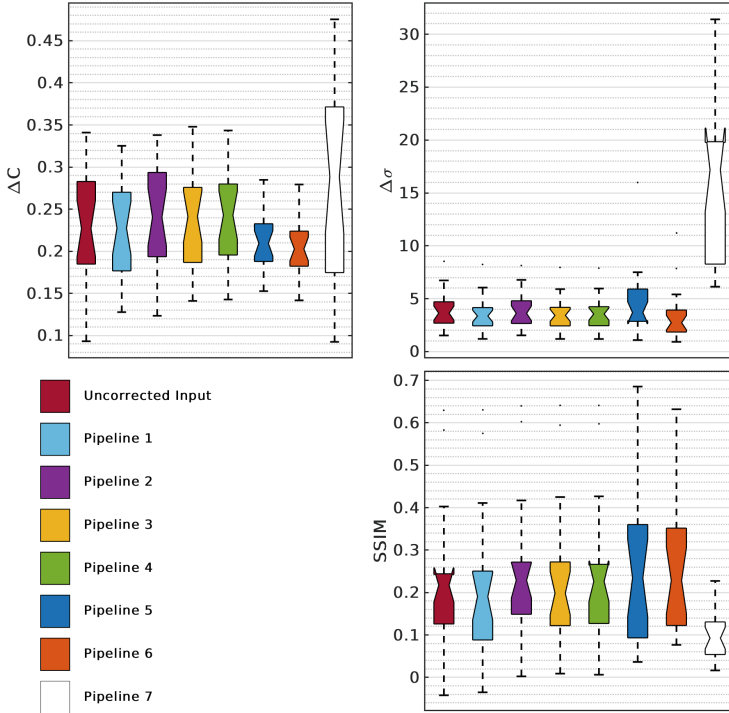 0.45
0.4
0.35
0.3
0.25
0.2
0.15
0.1
ΔC
30
25
20
15
10
5
0
Δσ
Uncorrected Input
Pipeline 1
Pipeline 2
Pipeline 3
Pipeline 4
Pipeline 5
Pipeline 6
Pipeline 7
0.7
0.6
0.5
0.4
0.3
0.2
0.1
0
SSIM